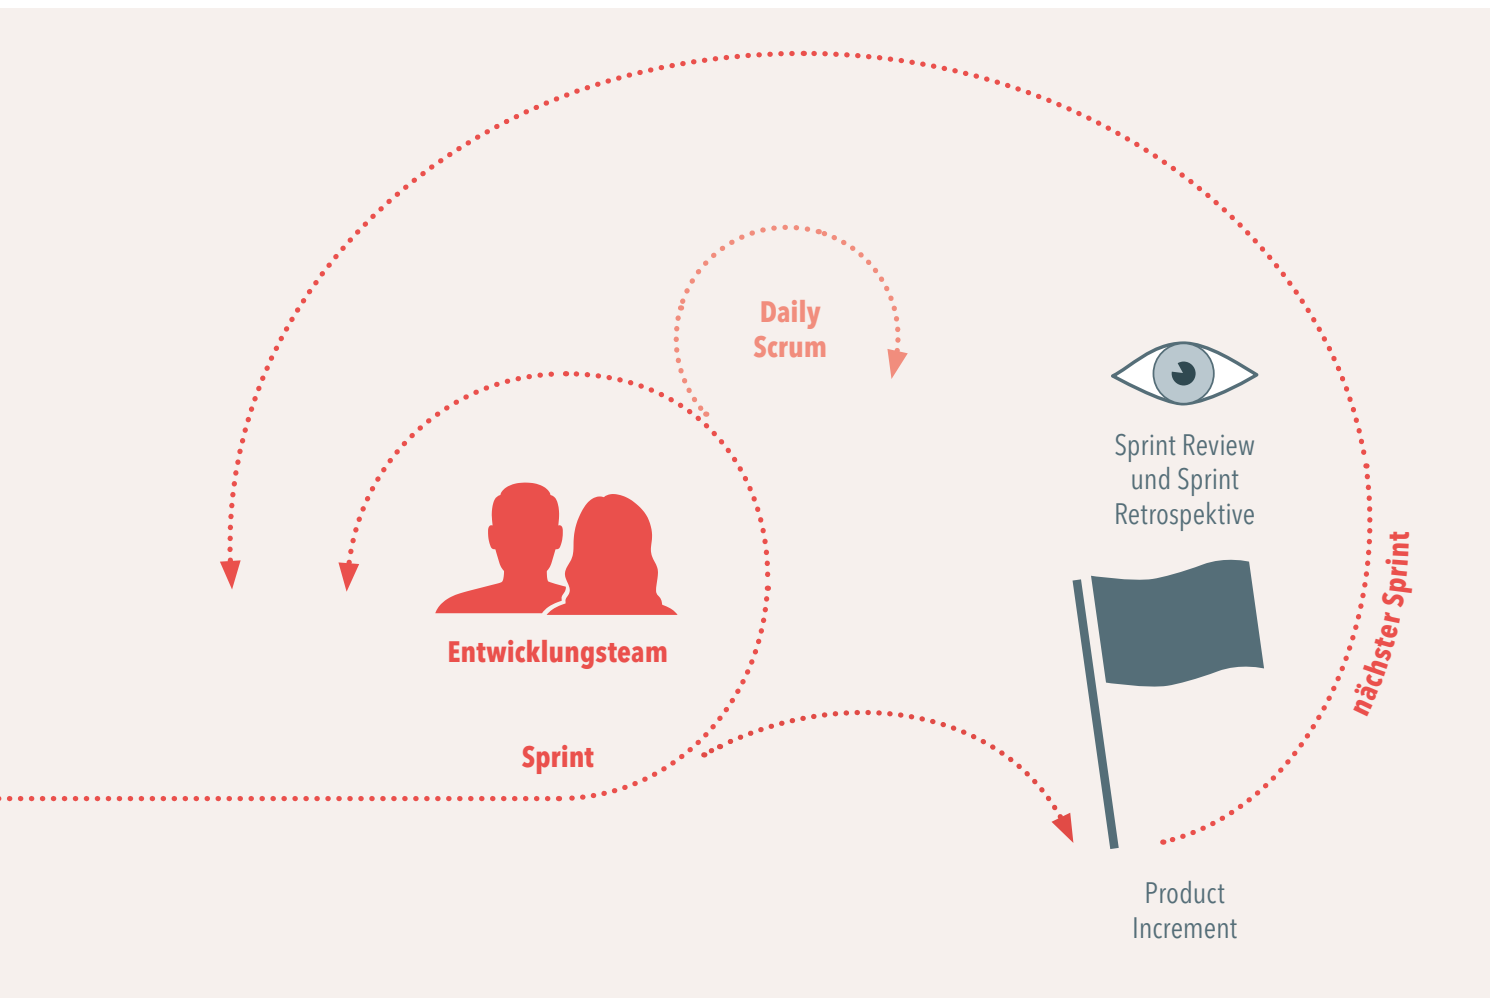 Daily
Scrum
Sprint Review
und Sprint
Retrospektive
nächster Sprint
Entwicklungsteam
Sprint
Product
Increment